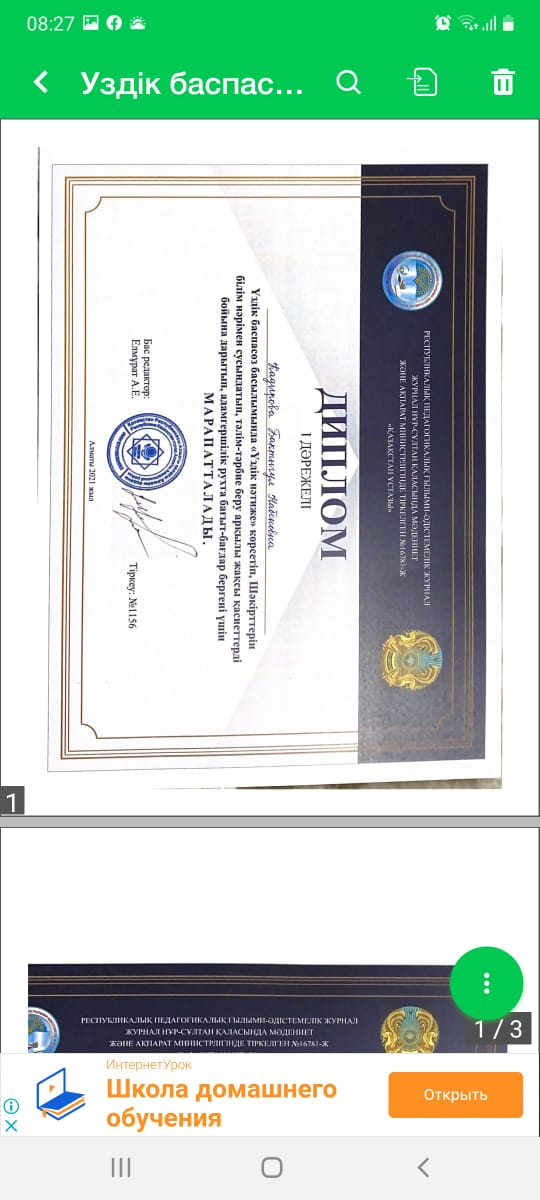 08:27
Уздік баспас...
РЕСПУБЛИКАЛЫҚ ПЕДАГОГИКАЛЫҚ ҒЫЛЫМИ-ӘДІСТЕМЕЛІК ЖУРНАЛ
ЖУРНАЛ НҰР-СҰЛТАН ҚАЛАСЫНДА МӘДЕНИЕТ
ЖӘНЕ АҚПАРАТ МИНИСТРЛІГІНДЕ ТІРКЕЛГЕН №16781-Ж
«ҚАЗАҚСТАН ҰСТАЗЫ»
ДИПЛОМ
І ДӘРЕЖЕЛІ
Кадирова Бактыгул
Үздік баспасөз басылымында «Үздік нәтиже» көрсетіп, Шәкірттерін
білім нәрімен сусындатып, тәлім-тәрбие беру арқылы жақсы қасиеттерді
бойына дарытып, адамгершілік рухта бағыт-бағдар бергені үшін
МАРАПАТТАЛАДЫ.
Бас редактор:
Елмұрат А.Е.
Тіркеу: №1156
Алматы 2021 жыл
1
РЕСПУБЛИКАЛЫҚ ПЕДАГОГИКАЛЫҚ ҒЫЛЫМИ-ӘДІСТЕМЕЛІК ЖУРНАЛ
ЖУРНАЛ НҰР-СҰЛТАН ҚАЛАСЫНДА МӘДЕНИЕТ
ЖӘНЕ АҚПАРАТ МИНИСТРЛІГІНДЕ ТІРКЕЛГЕН №16781-Ж
1 / 3
ИнтернетУрок
Школа домашнего
обучения
Открыть